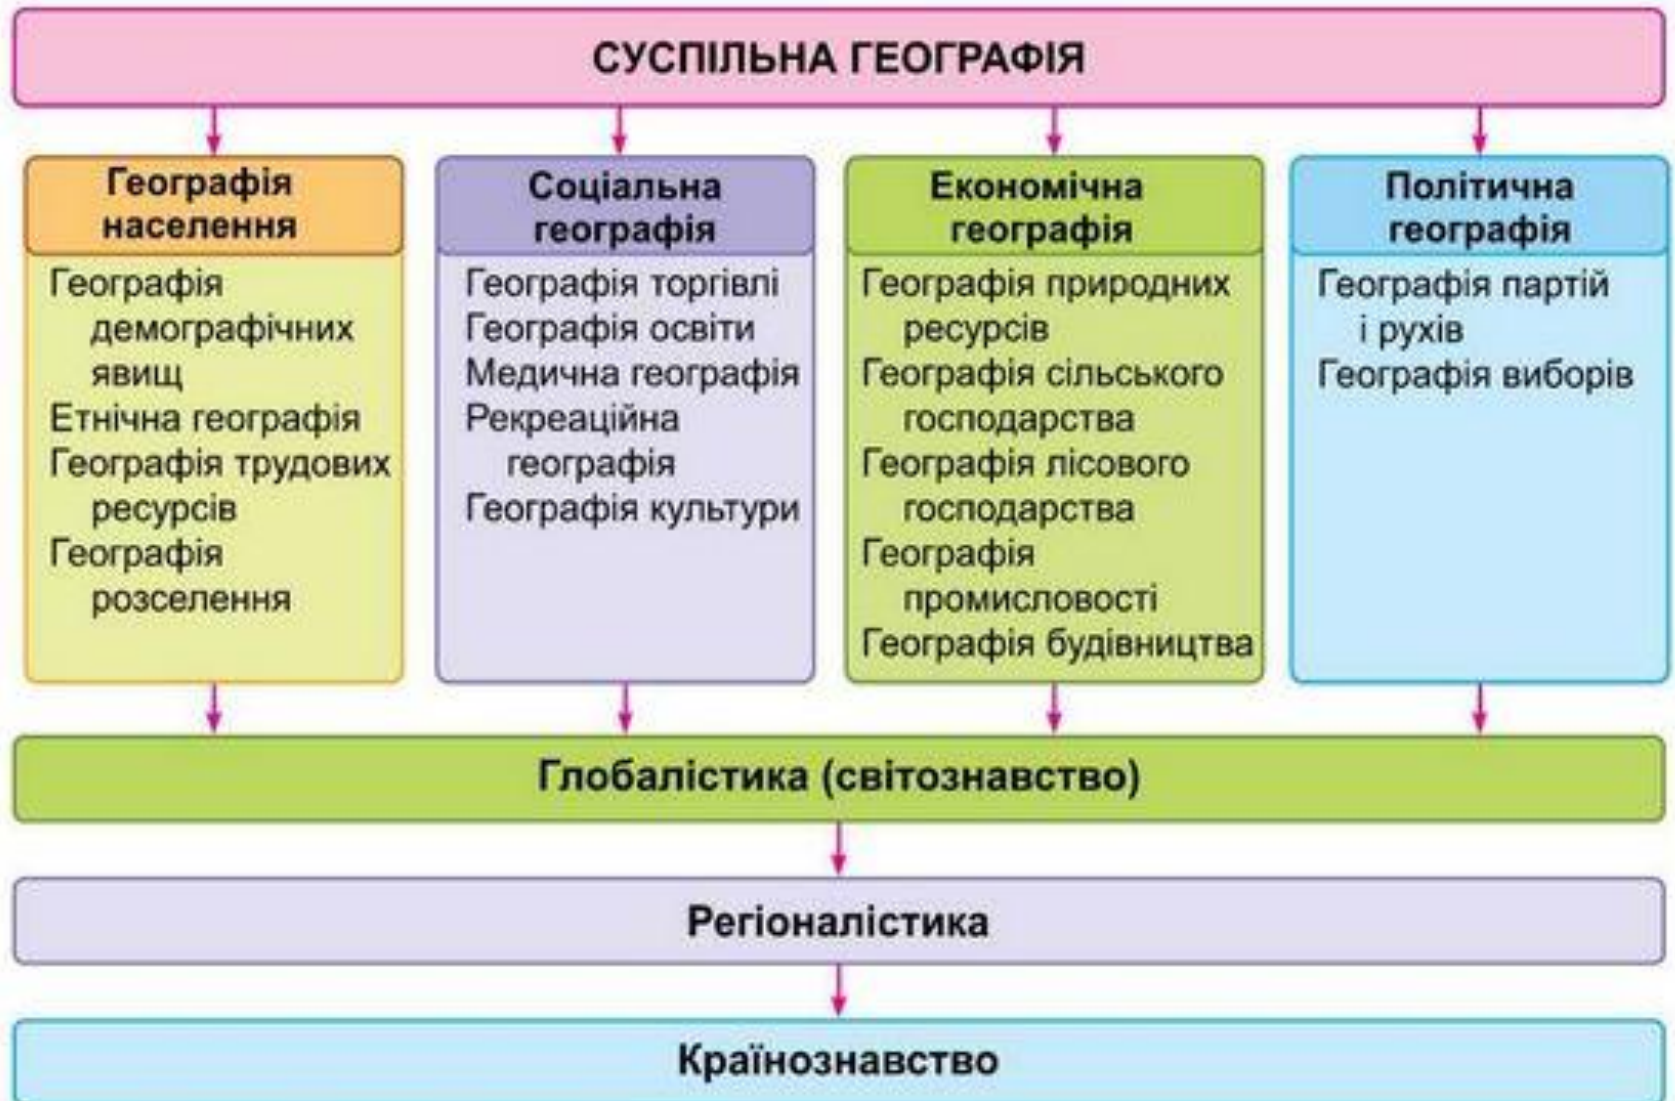 СУСПІЛЬНА ГЕОГРАФІЯ
Географія
населення
Географія
демографічних
явищ
Етнічна географія
Географія трудових
ресурсів
Географія
розселення
Соціальна
географія
Географія торгівлі
Географія освіти
Медична географія
Рекреаційна
географія
Географія культури
Економічна
географія
Географія природних
ресурсів
Географія сільського
господарства
Географія лісового
господарства
Географія
промисловості
Географія будівництва
Політична
географія
Географія партій
і рухів
Географія виборів
Глобалістика (світознавство)
Регіоналістика
Країнознавство